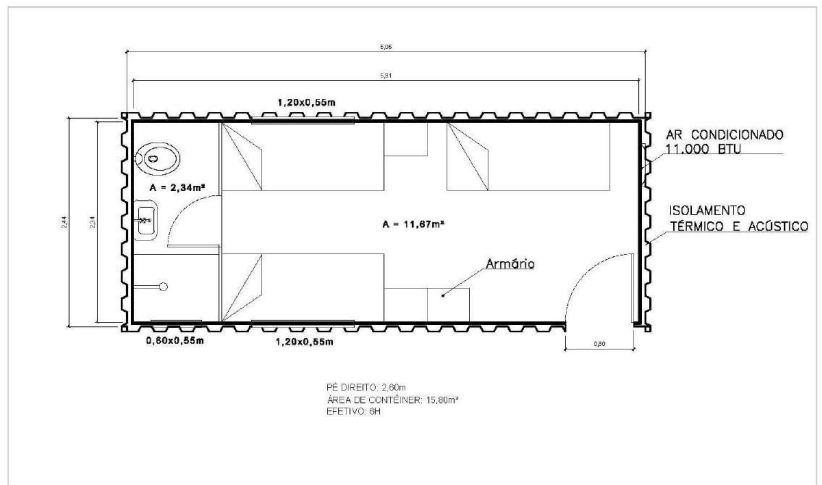 6,06
5,91
1,20x0,55m
AR CONDICIONADO
11.000 BTU
A = 2,34m²
2,44
2,24
A = 11,67m²
ISOLAMENTO
TÉRMICO E ACÚSTICO
Armário
0,80
0,60x0,55m
1,20x0,55m
PÉ DIREITO: 2,60m
ÁREA DE CONTÊINER: 15,80m²
EFETIVO: 6H